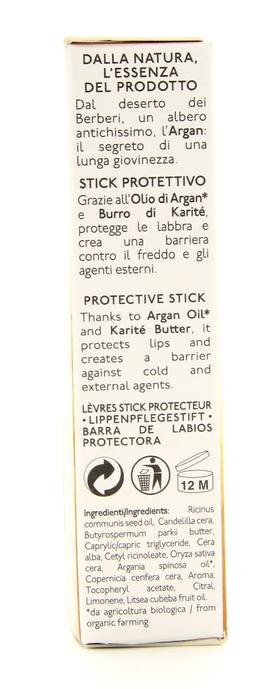 DALLA NATURA,
L'ESSENZA
DEL PRODOTTO
Dal deserto dei
Berberi, un albero
antichissimo, l'Argan:
il segreto di una
lunga giovinezza.
STICK PROTETTIVO
Grazie all'Olio di Argan*
e Burro di Karité,
protegge le labbra e
crea una barriera
contro il freddo e gli
agenti esterni.
PROTECTIVE STICK
Thanks to Argan Oil*
and Karité Butter, it
protects lips and
creates a barrier
against cold and
external agents.
LÈVRES STICK PROTECTEUR
• LIPPENPFLEGESTIFT •
BARRA DE LABIOS
PROTECTORA
12 M
Ingredienti/Ingredients: Ricinus
communis seed oil, Candelilla cera,
Butyrospermum parkii butter,
Caprylic/capric triglyceride, Cera
alba, Cetyl ricinoleate, Oryza sativa
cera, Argania spinosa oil*,
Copernicia cerifera cera, Aroma,
Tocopheryl acetate, Citral,
Limonene, Litsea cubeba fruit oil.
*da agricoltura biologica / from
organic farming